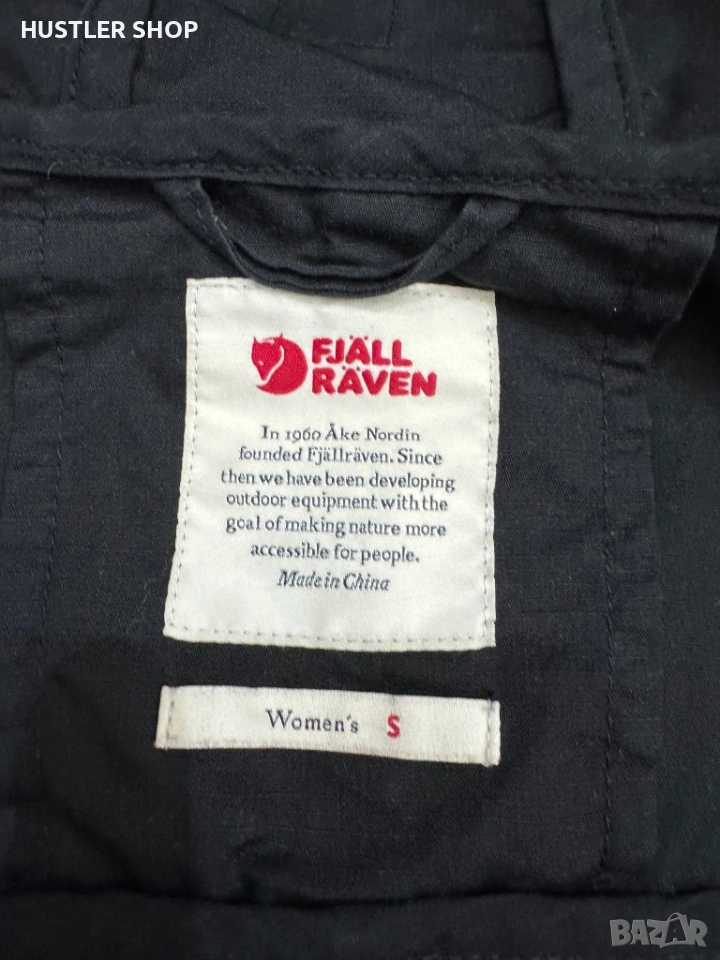 HUSTLER SHOP
FJÄLL
RÄVEN
In 1960 Åke Nordin
founded Fjällräven. Since
then we have been developing
outdoor equipment with the
goal of making nature more
accessible for people.
Made in China
Women's S
BAZAR